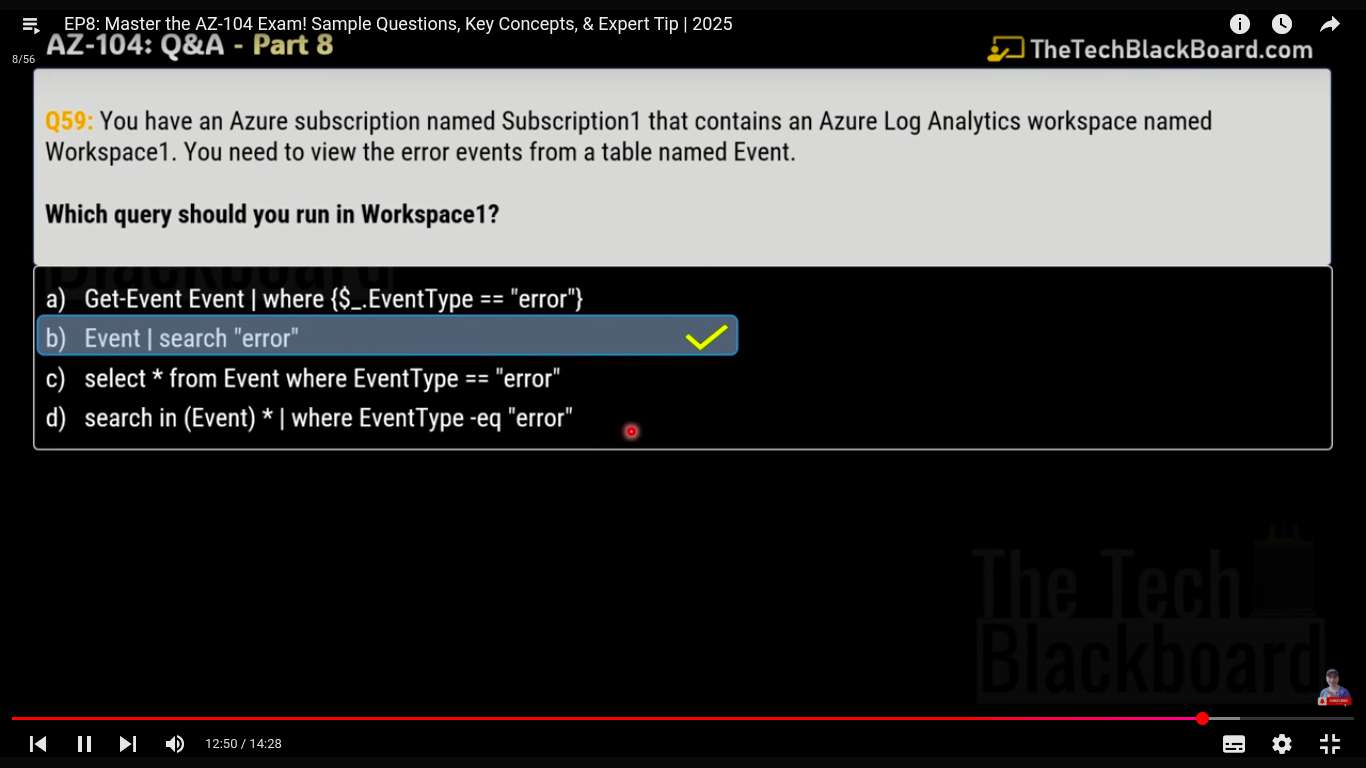 EP8: Master the AZ-104 Exam! Sample Questions, Key Concepts, & Expert Tip | 2025
8/56
AZ-104: Q&A - Part 8
TheTechBlackBoard.com
Q59: You have an Azure subscription named Subscription1 that contains an Azure Log Analytics workspace named
Workspace1. You need to view the error events from a table named Event.
Which query should you run in Workspace1?
a) Get-Event Event | where {$_.EventType == "error"}
b) Event | search "error"
c) select * from Event where EventType == "error"
d) search in (Event) * | where EventType -eq "error"
The Tech
Blackboard
12:50 / 14:28